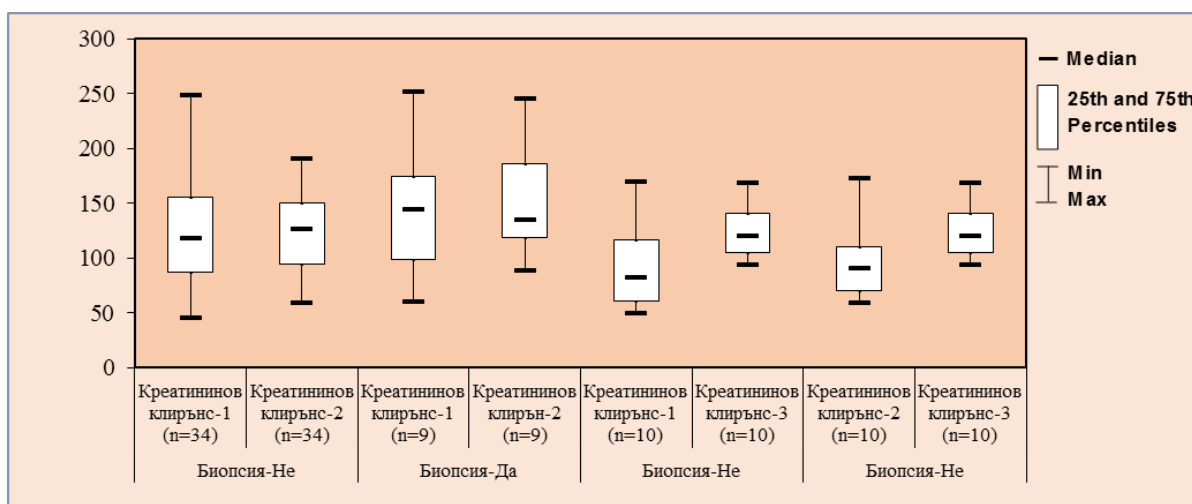 300
250
200
150
100
50
0
Median
25th and 75th
Percentiles
Min
Max
Креатининов клирънс-1 (n=34)
Креатининов клирънс-2 (n=34)
Креатининов клирънс-1 (n=9)
Креатининов клирън-2 (n=9)
Креатининов клирънс-1 (n=10)
Креатининов клирънс-3 (n=10)
Креатининов клирънс-2 (n=10)
Креатининов клирънс-3 (n=10)
Биопсия-Не
Биопсия-Да
Биопсия-Не
Биопсия-Не